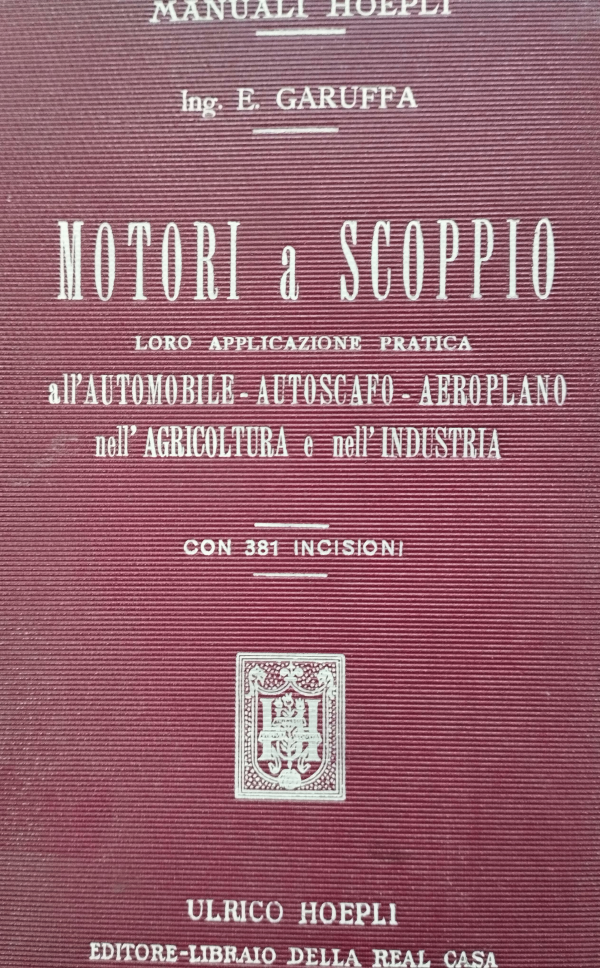 MANUALI HOEPLI
Ing. E. GARUFFA
MOTORI a SCOPPIO
LORO APPLICAZIONE PRATICA
all'AUTOMOBILE - AUTOSCAFO - AEROPLANO
nell'AGRICOLTURA e nell'INDUSTRIA
CON 381 INCISIONI
ULRICO HOEPLI
EDITORE-LIBRAIO DELLA REAL CASA